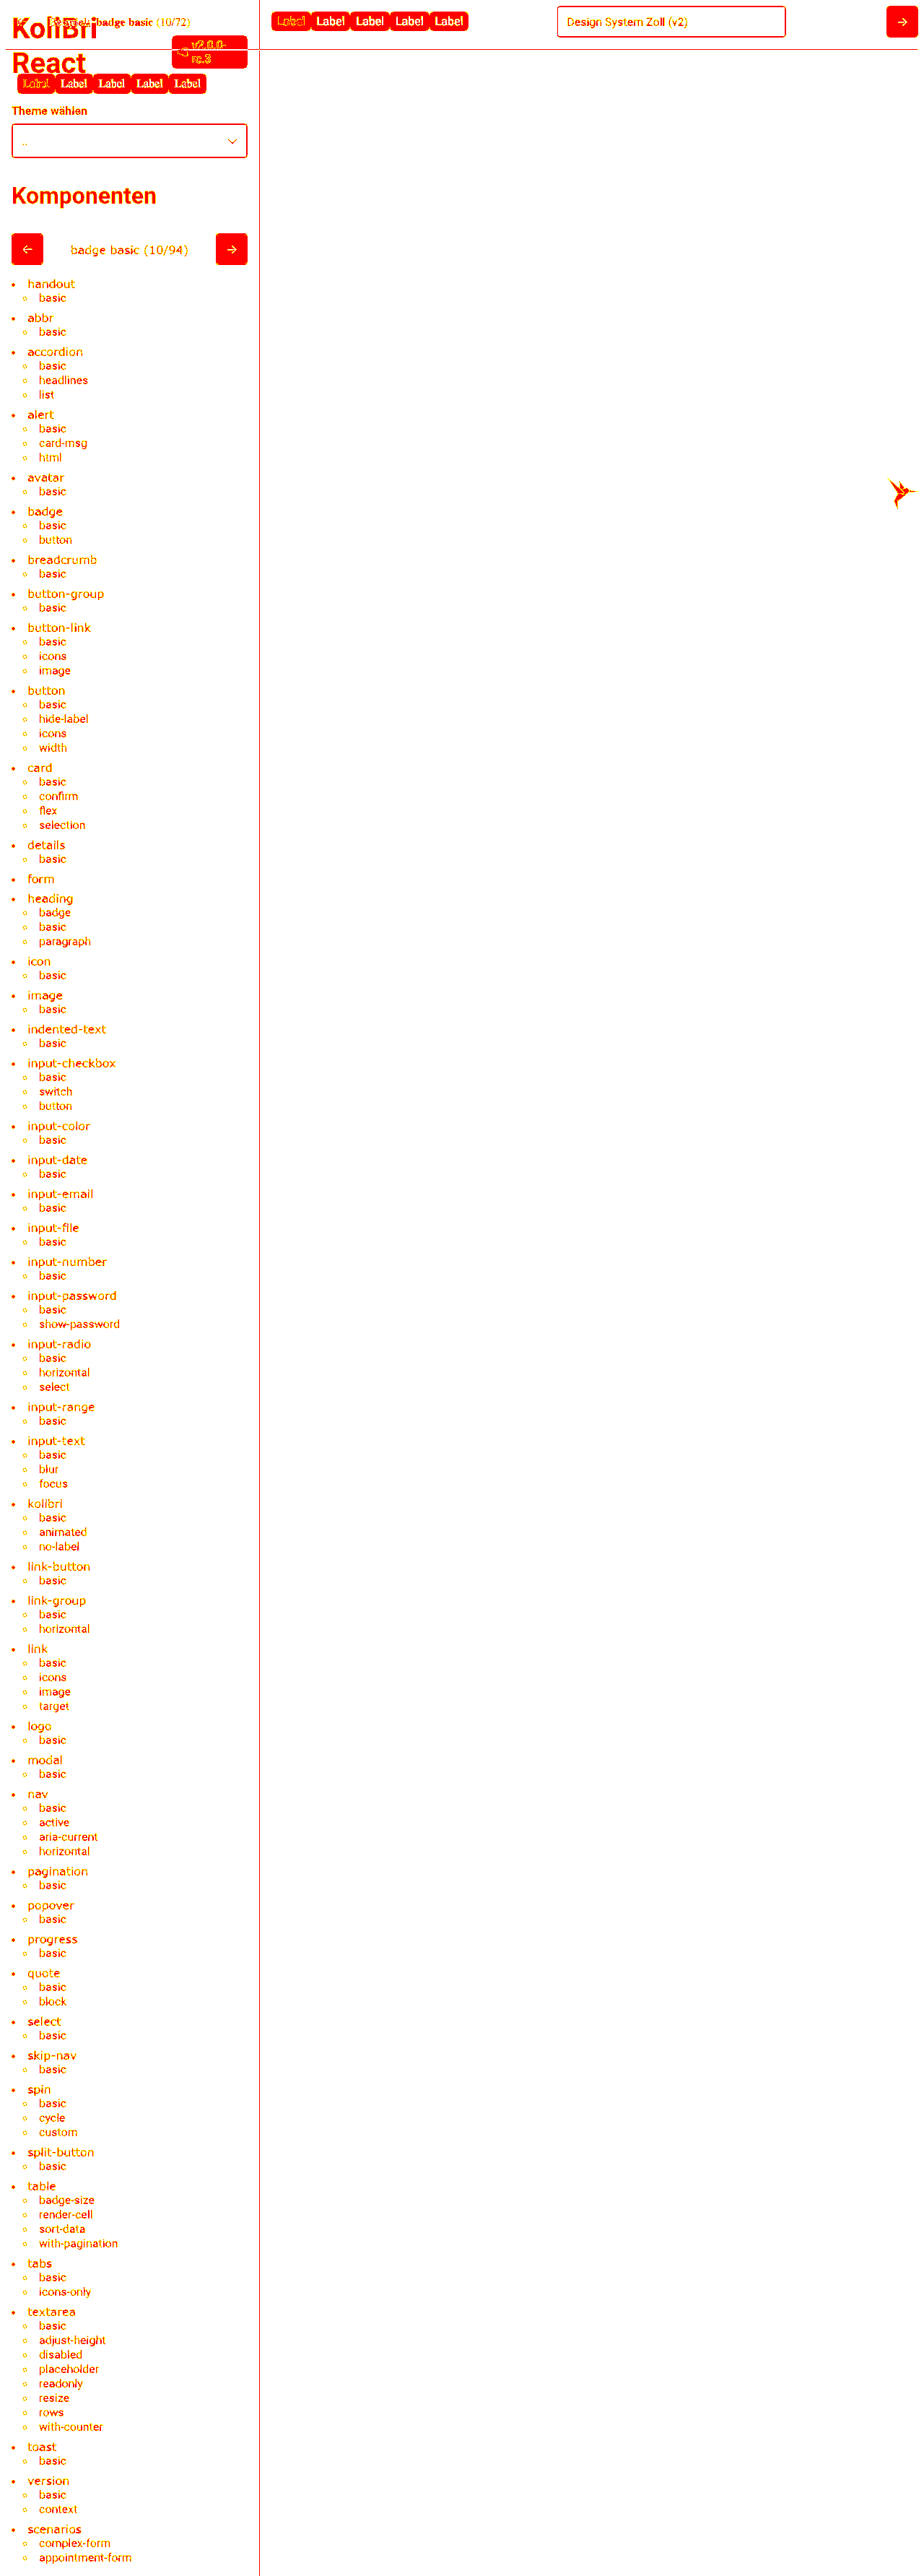 KoliBri
badge basic (10/72)
Label Label Label Label Label
Design System Zoll (v2)
React
v2.0.0-
rc.3
Label Label Label Label Label
Theme wählen
..
Komponenten
badge basic (10/94)
handout
basic
abbr
basic
accordion
basic
headlines
list
alert
basic
card-msg
html
avatar
basic
badge
basic
button
breadcrumb
basic
button-group
basic
button-link
basic
icons
image
button
basic
hide-label
icons
width
card
basic
confirm
flex
selection
details
basic
form
heading
badge
basic
paragraph
icon
basic
image
basic
indented-text
basic
input-checkbox
basic
switch
button
input-color
basic
input-date
basic
input-email
basic
input-file
basic
input-number
basic
input-password
basic
show-password
input-radio
basic
horizontal
select
input-range
basic
input-text
basic
blur
focus
kolibri
basic
animated
no-label
link-button
basic
link-group
basic
horizontal
link
basic
icons
image
target
logo
basic
modal
basic
nav
basic
active
aria-current
horizontal
pagination
basic
popover
basic
progress
basic
quote
basic
block
select
basic
skip-nav
basic
spin
basic
cycle
custom
split-button
basic
table
badge-size
render-cell
sort-data
with-pagination
tabs
basic
icons-only
textarea
basic
adjust-height
disabled
placeholder
readonly
resize
rows
with-counter
toast
basic
version
basic
context
scenarios
complex-form
appointment-form